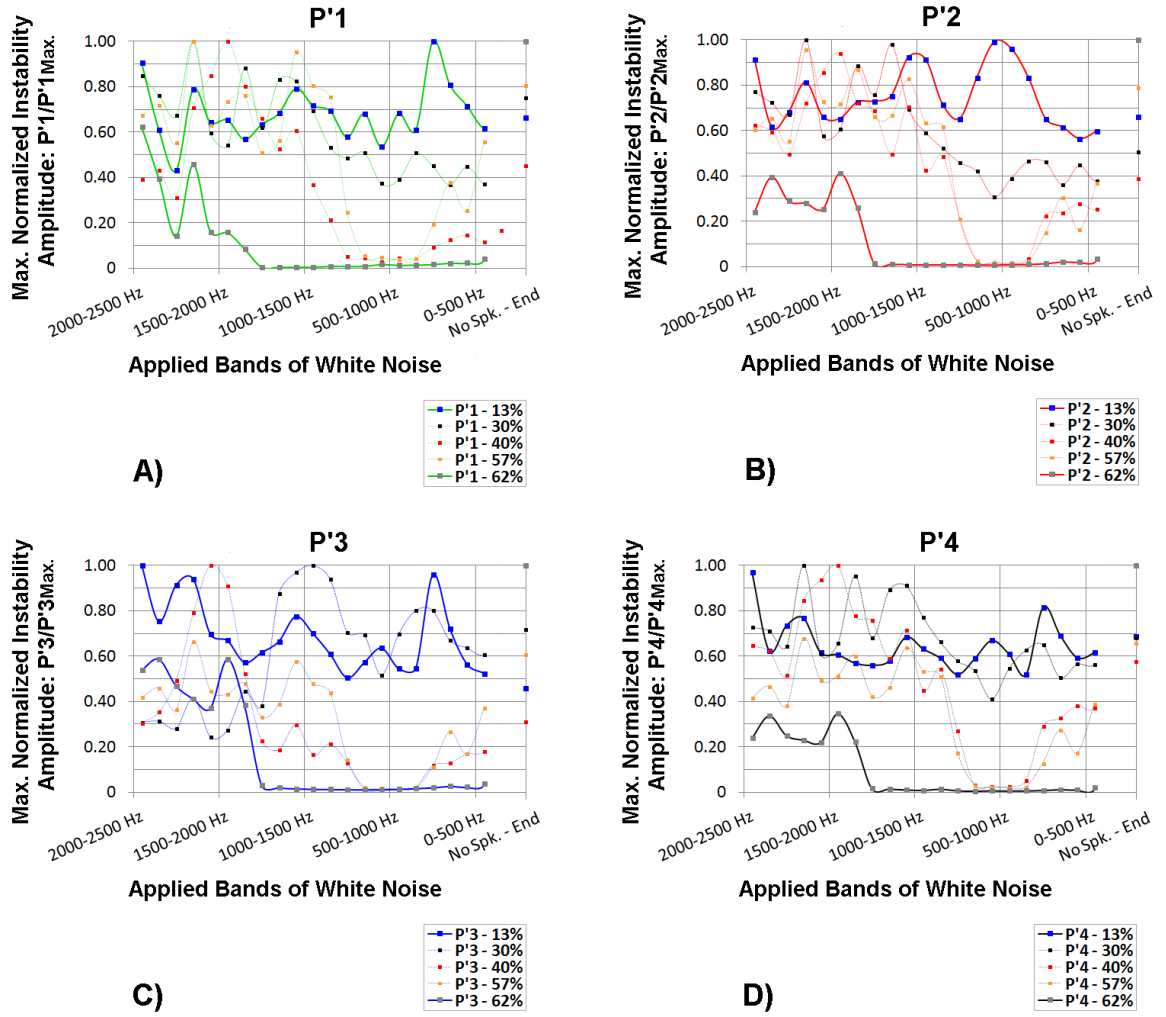 P'1
Max. Normalized Instability
Amplitude: P'1/P'1Max.
1.00
0.80
0.60
0.40
0.20
0
2000-2500 Hz
1500-2000 Hz
1000-1500 Hz
500-1000 Hz
0-500 Hz
No Spk. - End
Applied Bands of White Noise
P'1 - 13%
P'1 - 30%
P'1 - 40%
P'1 - 57%
P'1 - 62%
A)
P'2
Max. Normalized Instability
Amplitude: P'2/P'2Max.
1.00
0.80
0.60
0.40
0.20
0
2000-2500 Hz
1500-2000 Hz
1000-1500 Hz
500-1000 Hz
0-500 Hz
No Spk. - End
Applied Bands of White Noise
P'2 - 13%
P'2 - 30%
P'2 - 40%
P'2 - 57%
P'2 - 62%
B)
P'3
Max. Normalized Instability
Amplitude: P'3/P'3Max.
1.00
0.80
0.60
0.40
0.20
0
2000-2500 Hz
1500-2000 Hz
1000-1500 Hz
500-1000 Hz
0-500 Hz
No Spk. - End
Applied Bands of White Noise
P'3 - 13%
P'3 - 30%
P'3 - 40%
P'3 - 57%
P'3 - 62%
C)
P'4
Max. Normalized Instability
Amplitude: P'4/P'4Max.
1.00
0.80
0.60
0.40
0.20
0
2000-2500 Hz
1500-2000 Hz
1000-1500 Hz
500-1000 Hz
0-500 Hz
No Spk. - End
Applied Bands of White Noise
P'4 - 13%
P'4 - 30%
P'4 - 40%
P'4 - 57%
P'4 - 62%
D)